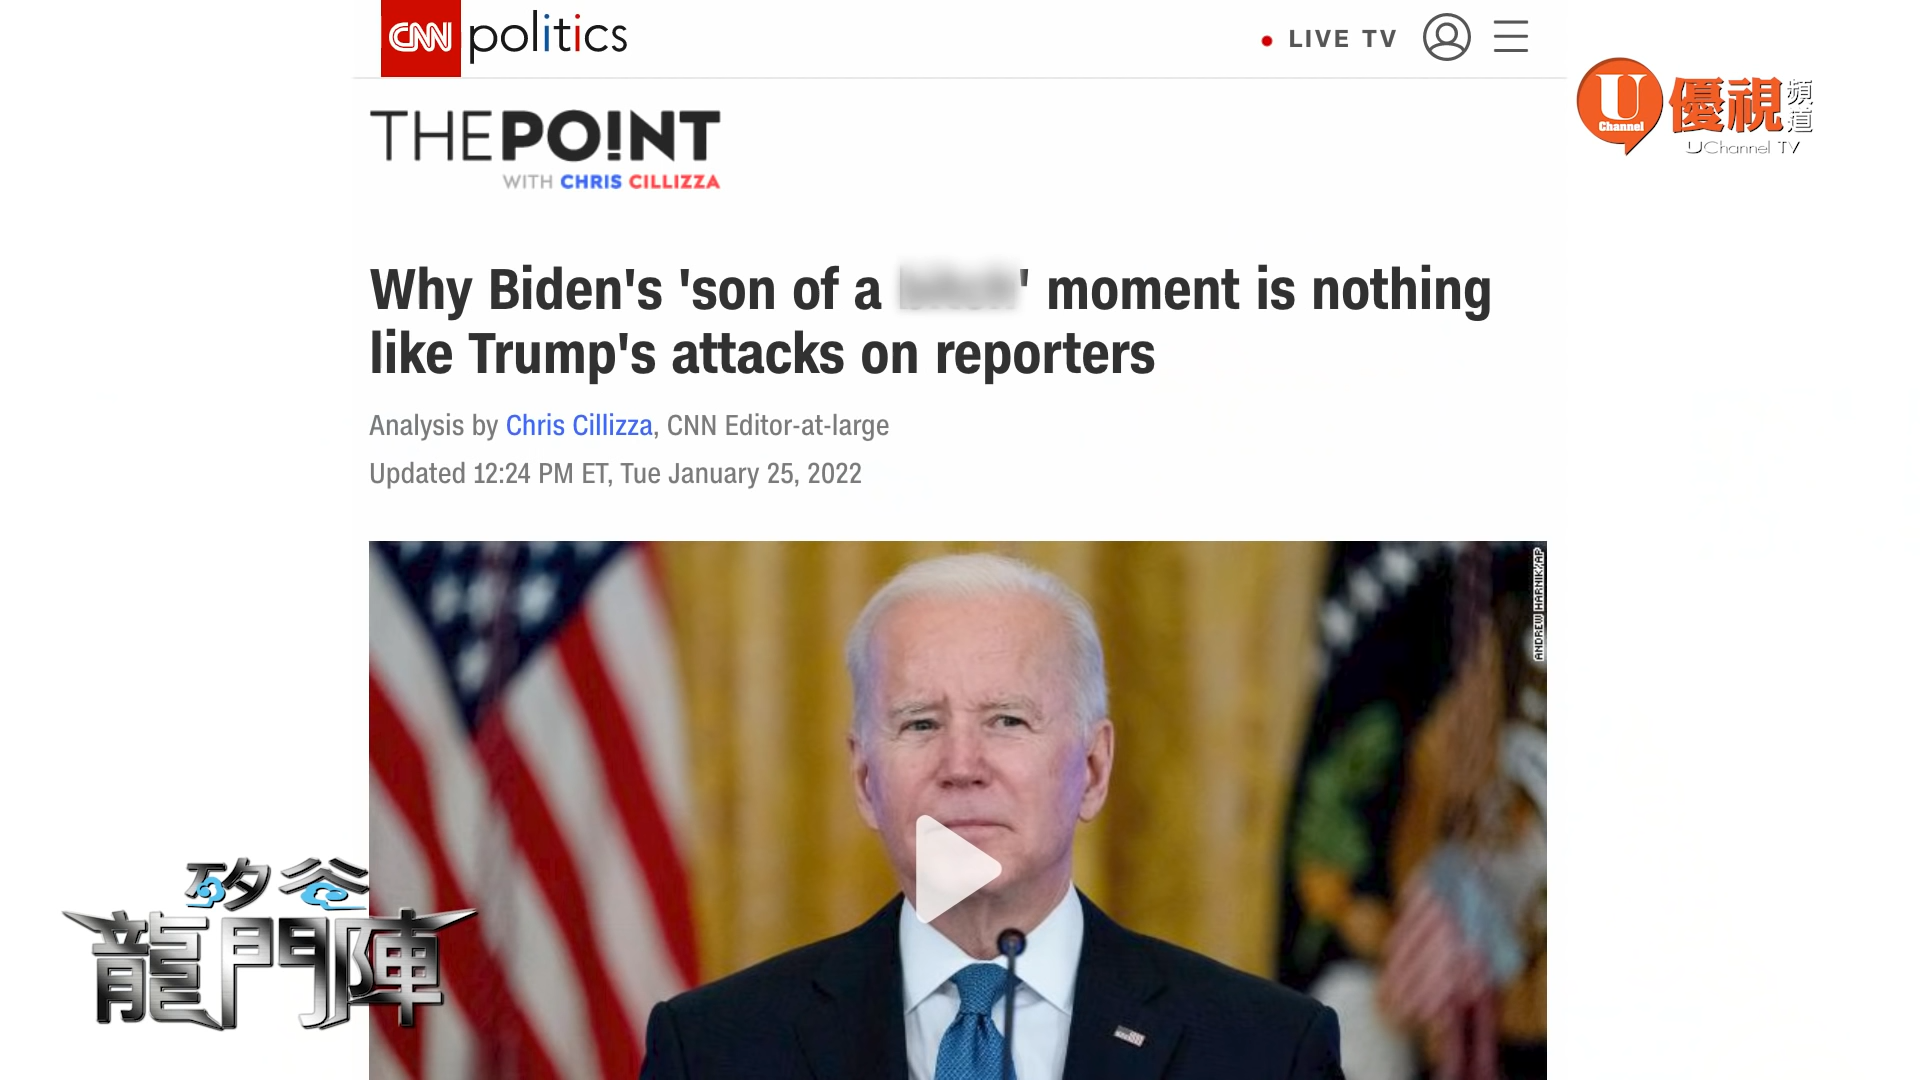 CNN politics
LIVE TV
U Channel
優視頻道
UChannel TV
THE PO!NT
WITH CHRIS CILLIZZA
Why Biden's 'son of a ' moment is nothing
like Trump's attacks on reporters
Analysis by Chris Cillizza, CNN Editor-at-large
Updated 12:24 PM ET, Tue January 25, 2022
ANDREW HARNIK/AP
矽谷
龍門陣